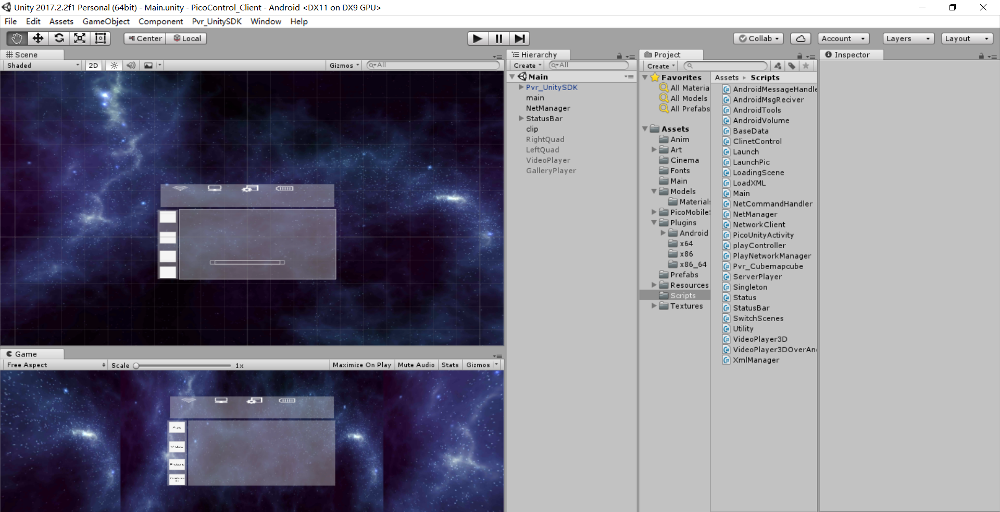 Unity 2017.2.2f1 Personal (64bit) - Main.unity - PicoControl_Client - Android <DX11 on DX9 GPU>
File Edit Assets GameObject Component Pvr_UnitySDK Window Help
Center Local Collab Account Layers Layout
Scene
Shaded 2D Gizmos All
Hierarchy
Create All
Main
Pvr_UnitySDK
main
NetManager
StatusBar
clip
RightQuad
LeftQuad
VideoPlayer
GalleryPlayer
Project
Create
Favorites
All Materia
All Models
All Prefabs
Assets
Anim
Art
Cinema
Fonts
Main
Models
Materials
PicoMobileS
Plugins
Android
x64
x86
x86_64
Prefabs
Resources
Scripts
Textures
Assets Scripts
AndroidMessageHandle
AndroidMsgReciver
AndroidTools
AndroidVolume
BaseData
ClinetControl
Launch
LaunchPic
LoadingScene
LoadXML
Main
NetCommandHandler
NetManager
NetworkClient
PicoUnityActivity
playController
PlayNetworkManager
Pvr_Cubemapcube
ServerPlayer
Singleton
Status
StatusBar
SwitchScenes
Utility
VideoPlayer3D
VideoPlayer3DOverAn
XmlManager
Inspector
Game
Free Aspect Scale 1x Maximize On Play Mute Audio Stats Gizmos